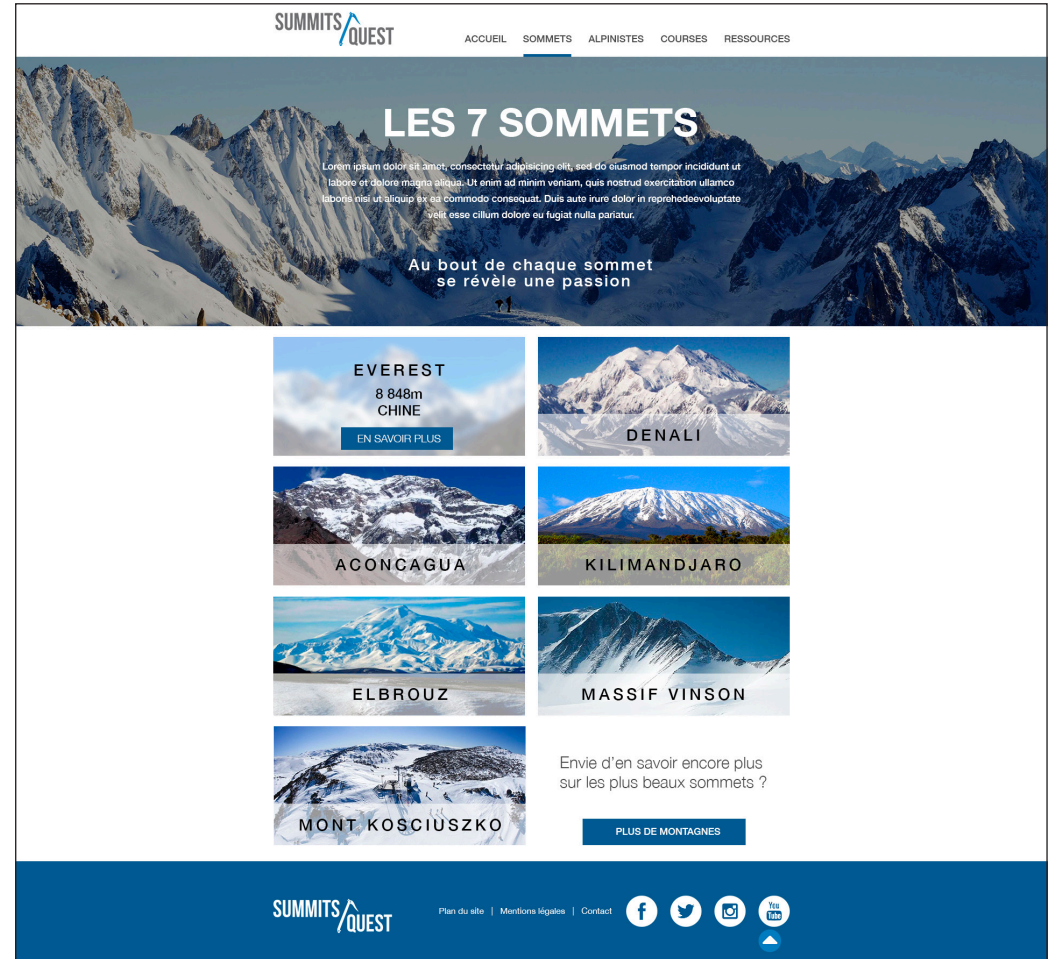 SUMMITS QUEST
ACCUEIL SOMMETS ALPINISTES COURSES RESSOURCES
LES 7 SOMMETS
Lorem ipsum dolor sit amet, consectetur adipisicing elit, sed do eiusmod tempor incididunt ut
labore et dolore magna aliqua. Ut enim ad minim veniam, quis nostrud exercitation ullamco
laboris nisi ut aliquip ex ea commodo consequat. Duis aute irure dolor in reprehedeevoluptate
velit esse cillum dolore eu fugiat nulla pariatur.
Au bout de chaque sommet
se révèle une passion
EVEREST
8 848m
CHINE
EN SAVOIR PLUS
DENALI
ACONCAGUA
KILIMANDJARO
ELBROUZ
MASSIF VINSON
MONT KOSCIUSZKO
Envie d'en savoir encore plus
sur les plus beaux sommets ?
PLUS DE MONTAGNES
SUMMITS QUEST
Plan du site | Mentions légales | Contact
You
Tube